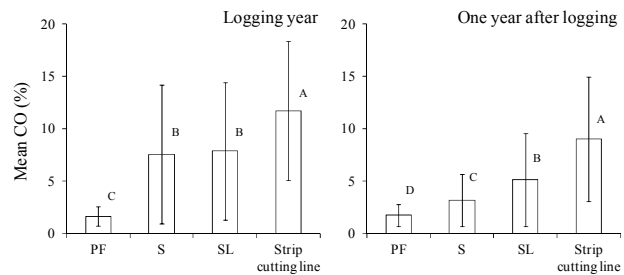 Logging year
One year after logging
Mean CO (%)
20
15
10
5
0
C
B
B
A
PF
S
SL
Strip
cutting line
20
15
10
5
0
D
C
B
A
PF
S
SL
Strip
cutting line